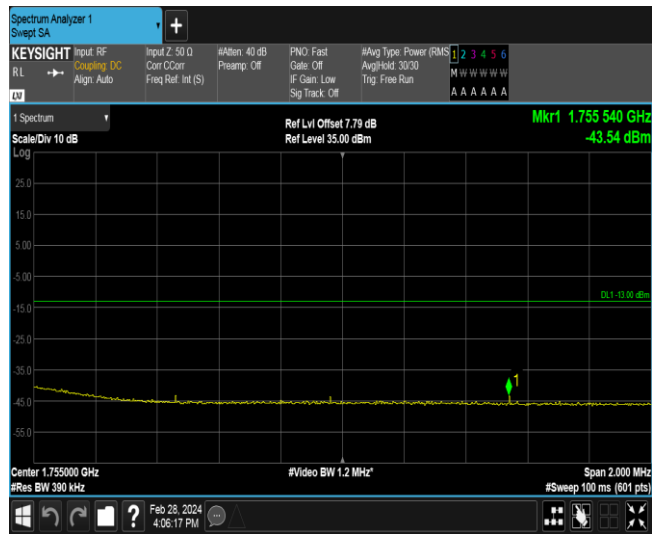 Spectrum Analyzer 1
Swept SA
+
KEYSIGHT
RL
LXI
Input: RF
Coupling: DC
Align: Auto
Input Z: 50 Ω
Corr CCorr
Freq Ref: Int (S)
#Atten: 40 dB
Preamp: Off
PNO: Fast
Gate: Off
IF Gain: Low
Sig Track: Off
#Avg Type: Power (RMS
Avg|Hold: 30/30
Trig: Free Run
1 2 3 4 5 6
M W W W W W
A A A A A A
1 Spectrum
Scale/Div 10 dB
Log
Ref Lvl Offset 7.79 dB
Ref Level 35.00 dBm
Mkr1 1.755 540 GHz
-43.54 dBm
25.0
15.0
5.00
-5.00
DL1 -13.00 dBm
-15.0
-25.0
-35.0
1
-45.0
-55.0
Center 1.755000 GHz
#Video BW 1.2 MHz*
Span 2.000 MHz
#Res BW 390 kHz
#Sweep 100 ms (601 pts)
?
Feb 28, 2024
4:06:17 PM